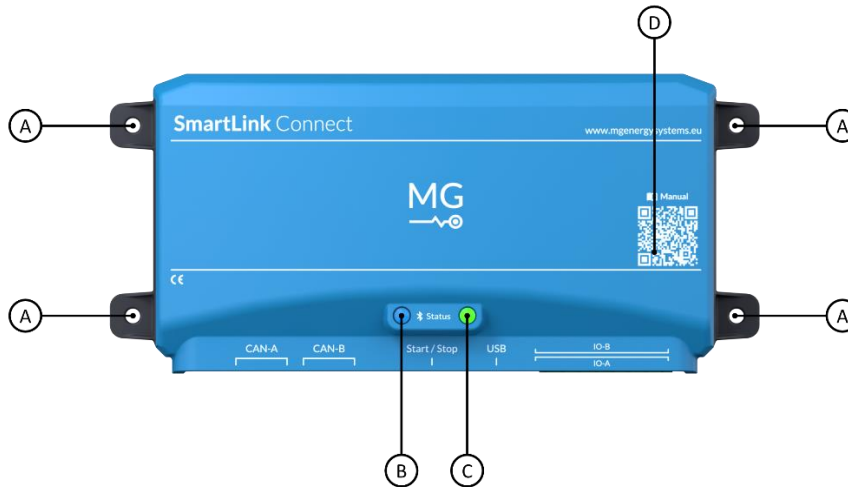 D
A
A
SmartLink Connect
www.mgenergysystems.eu
MG
Manual
CE
A
A
Status
CAN-A
CAN-B
Start / Stop
USB
IO-B
IO-A
B
C